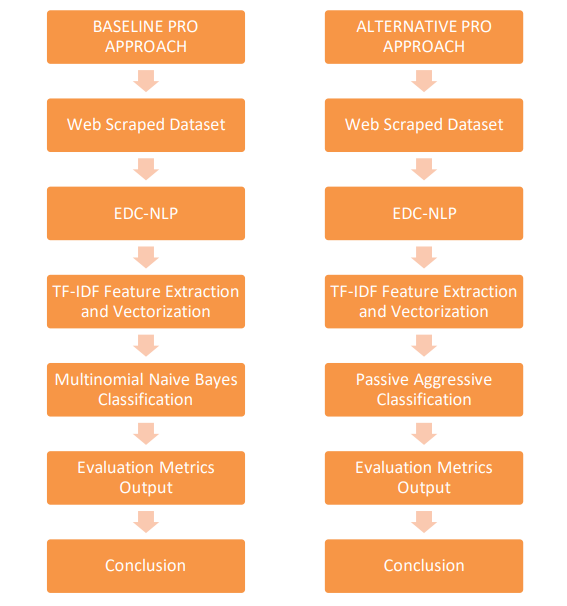 BASELINE PRO
APPROACH
Web Scraped Dataset
EDC-NLP
TF-IDF Feature Extraction
and Vectorization
Multinomial Naive Bayes
Classification
Evaluation Metrics
Output
Conclusion
ALTERNATIVE PRO
APPROACH
Web Scraped Dataset
EDC-NLP
TF-IDF Feature Extraction
and Vectorization
Passive Aggressive
Classification
Evaluation Metrics
Output
Conclusion